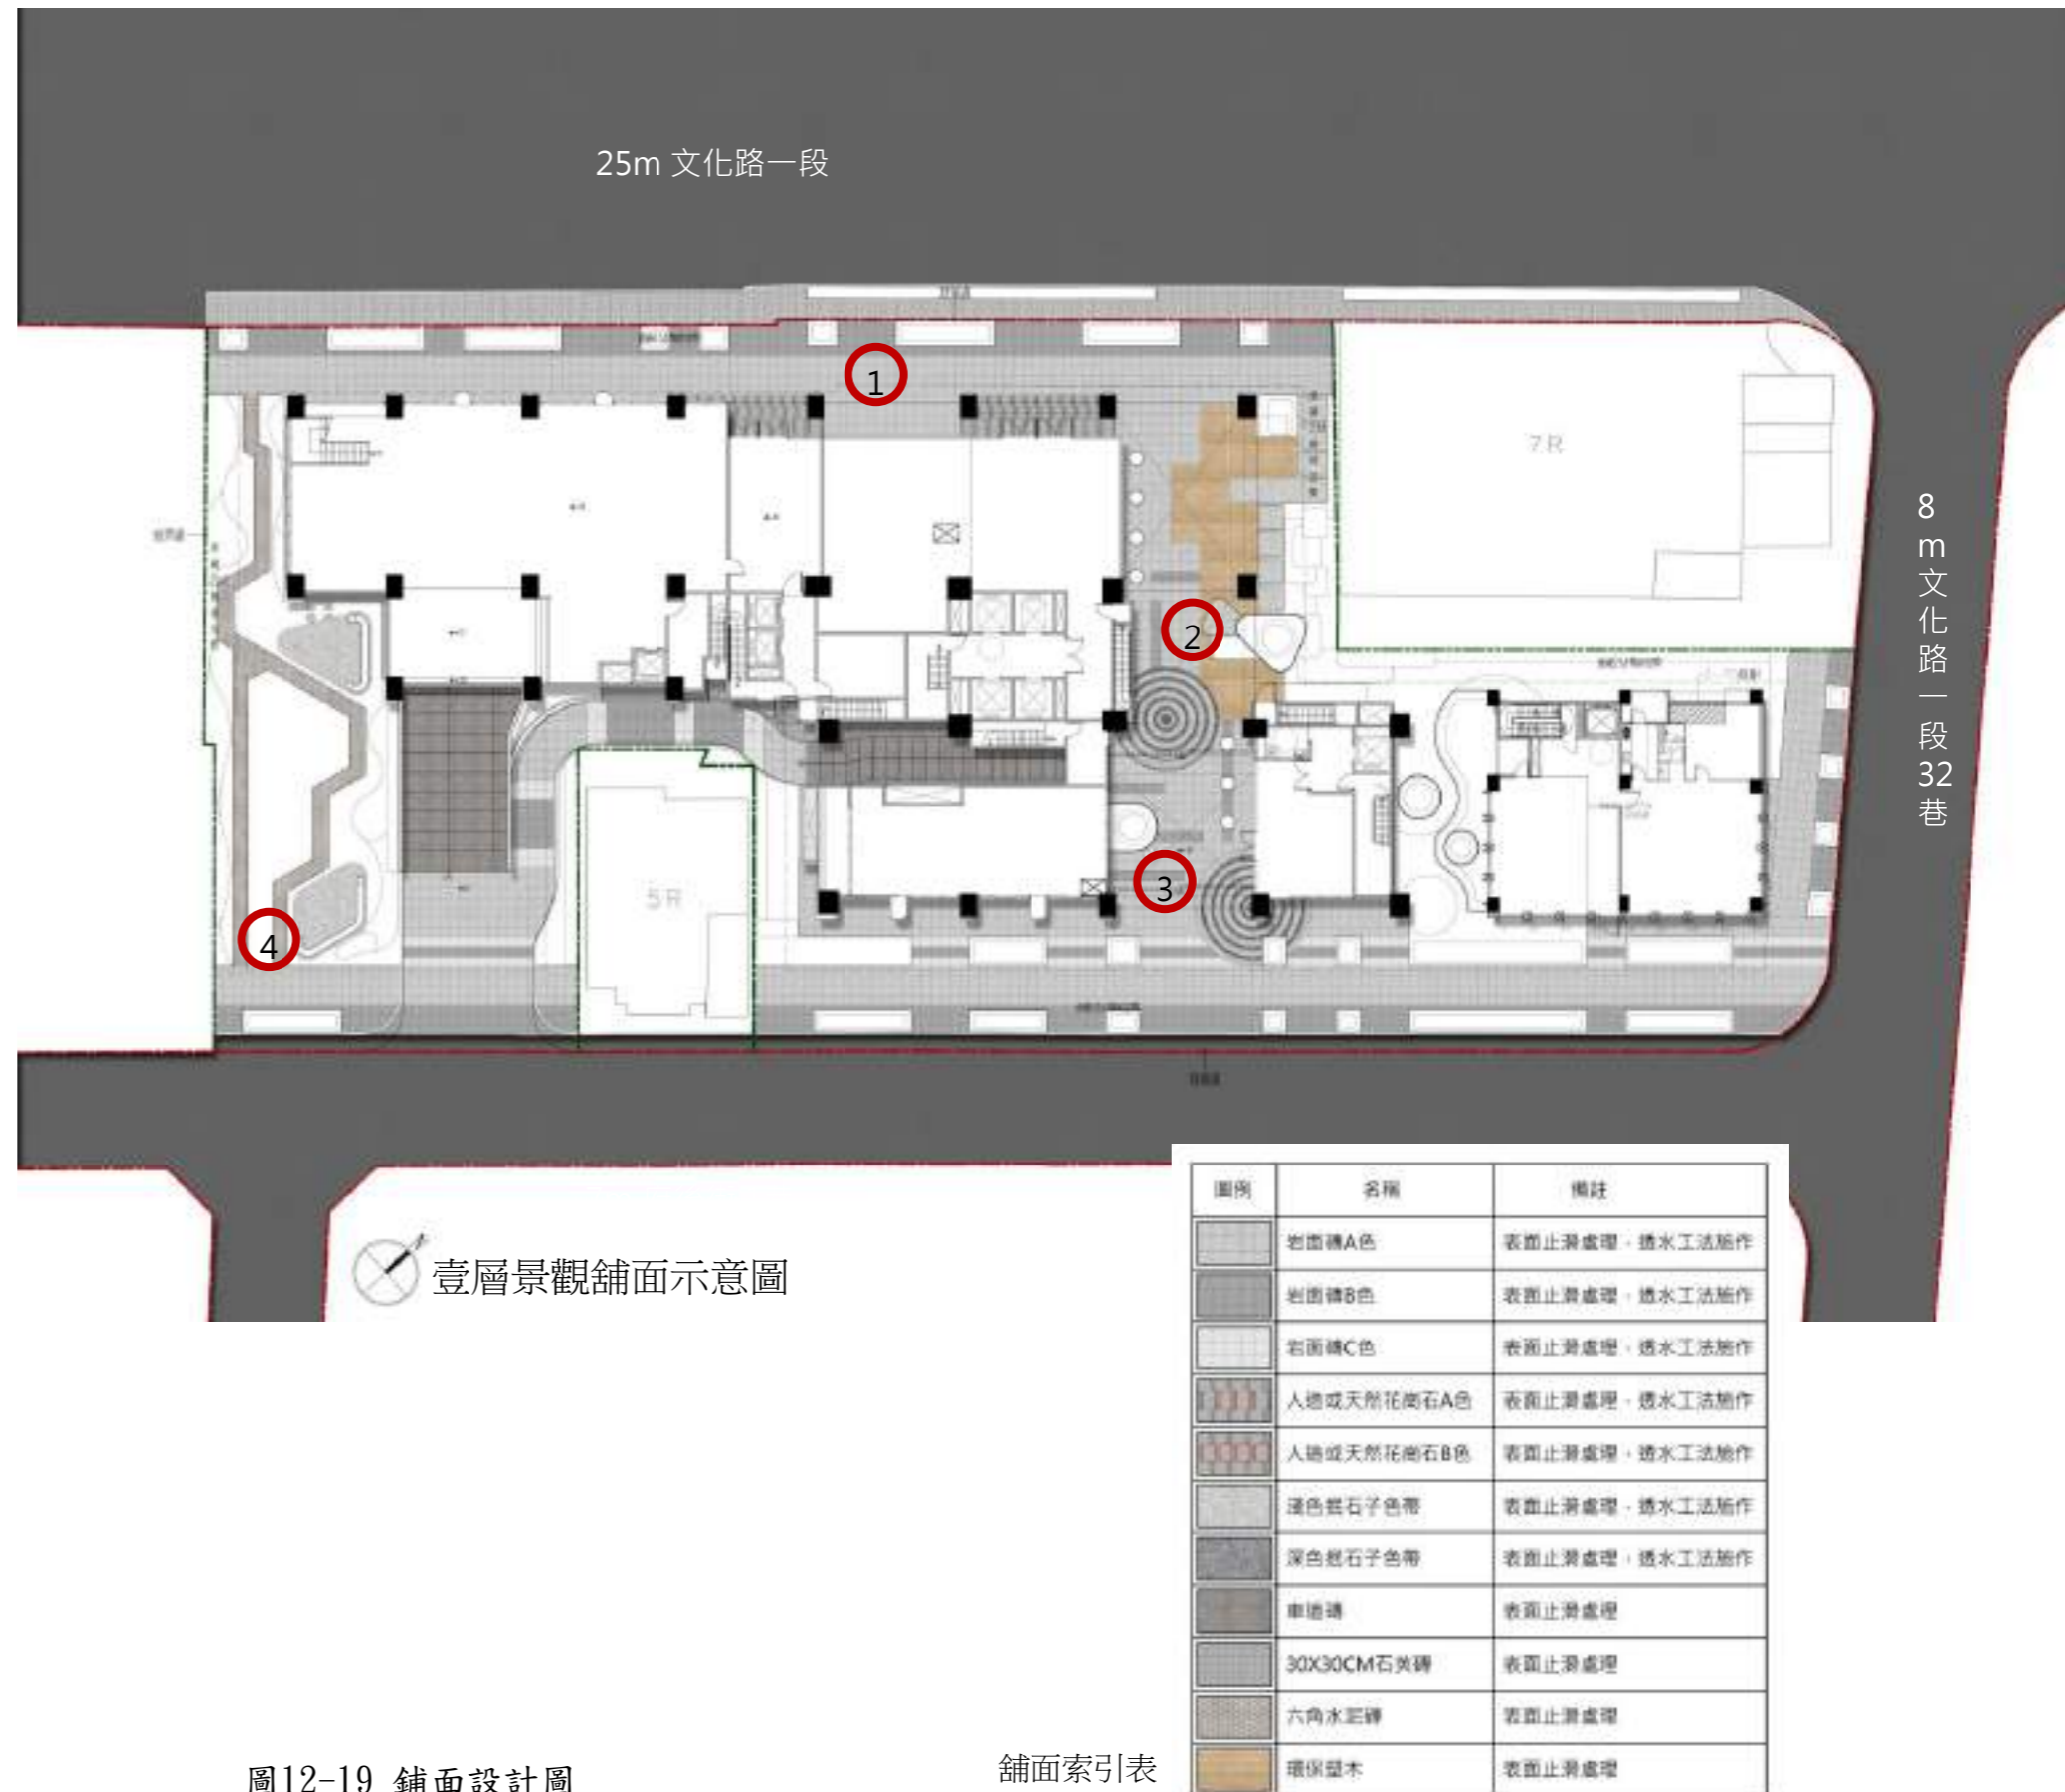 25m 文化路一段
1
7R
8m文化路一段32巷
2
3
5R
4
圖例 名稱 備註
岩面磚A色 表面止滑處理，透水工法施作
岩面磚B色 表面止滑處理，透水工法施作
岩面磚C色 表面止滑處理，透水工法施作
人造或天然花崗石A色 表面止滑處理，透水工法施作
人造或天然花崗石B色 表面止滑處理，透水工法施作
淺色抿石子色帶 表面止滑處理，透水工法施作
深色抿石子色帶 表面止滑處理，透水工法施作
車道磚 表面止滑處理
30X30CM石英磚 表面止滑處理
六角水泥磚 表面止滑處理
環保塑木 表面止滑處理
壹層景觀舖面示意圖
舖面索引表
圖12-19 鋪面設計圖